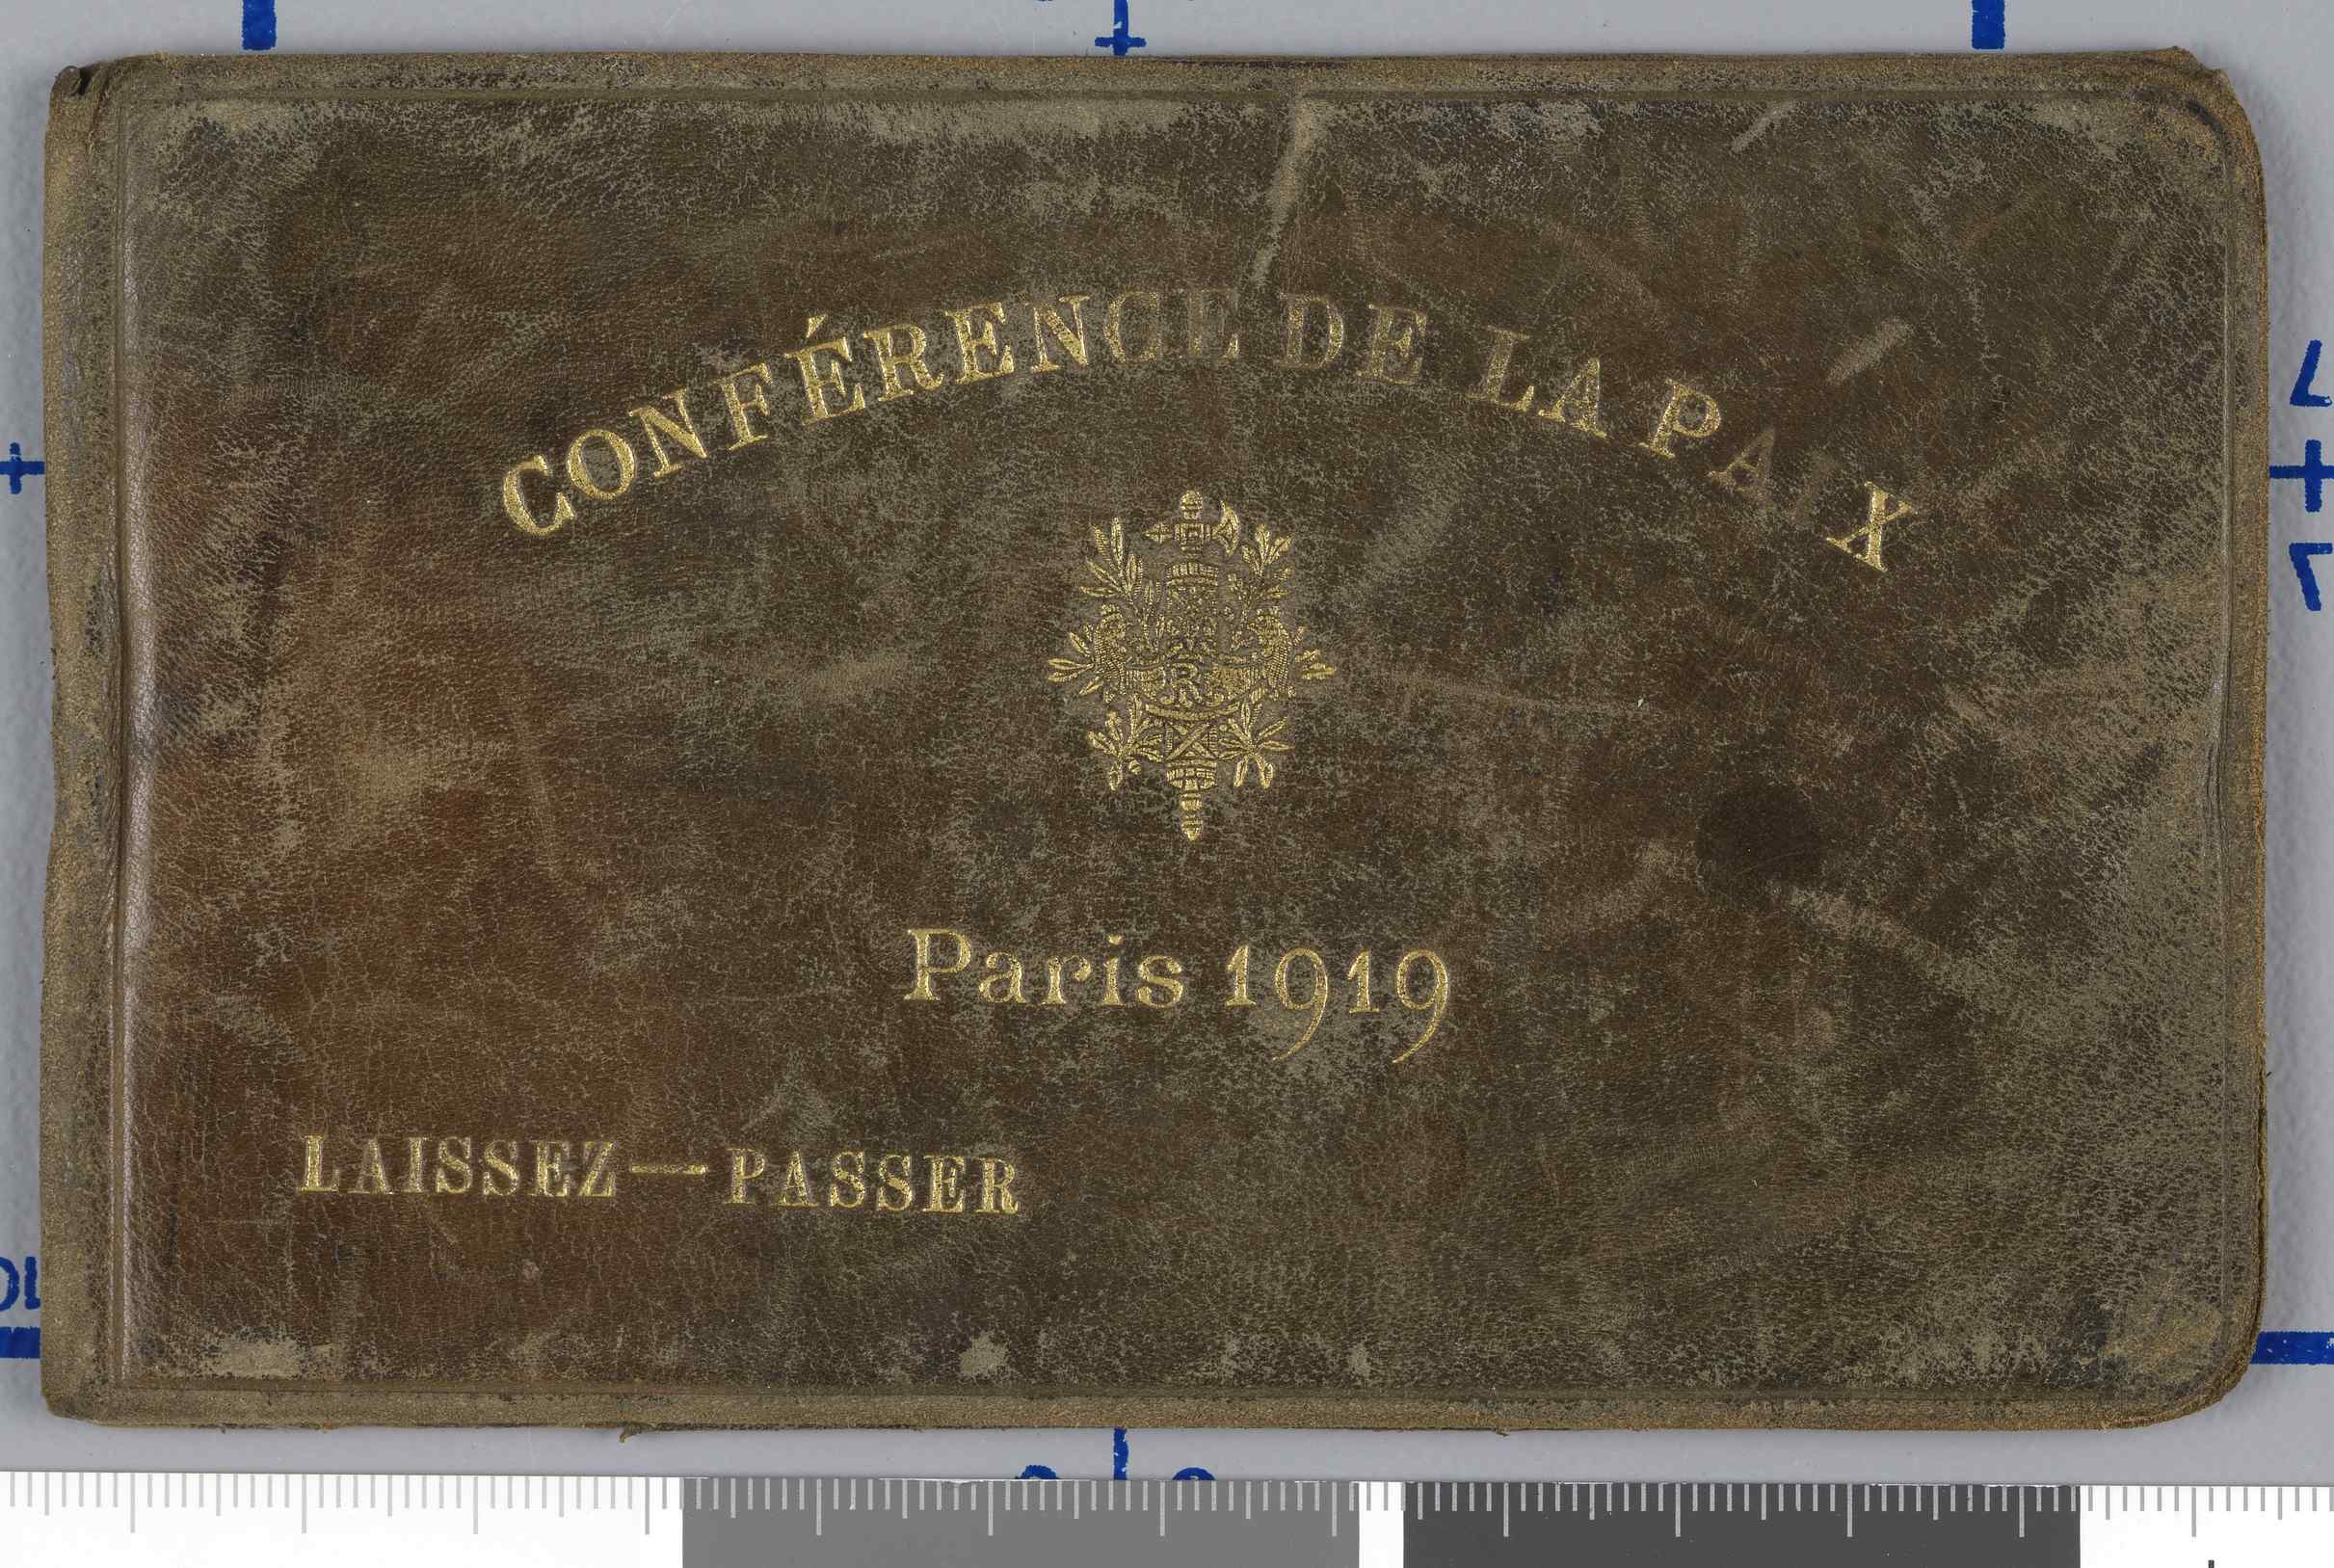 CONFÉRENCE DE LA PAIX
R
Paris 1919
LAISSEZ—PASSER